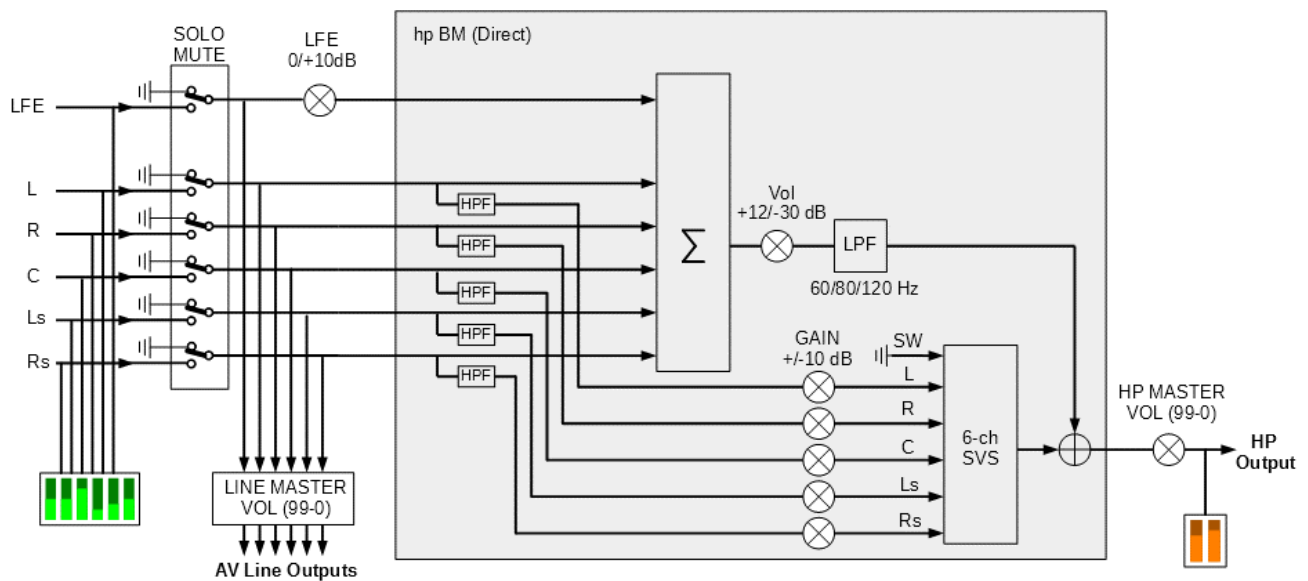 SOLO
MUTE
LFE
0/+10dB
hp BM (Direct)
LFE
L
R
C
Ls
Rs
HPF
HPF
HPF
HPF
HPF
Σ
Vol
+12/-30 dB
LPF
60/80/120 Hz
GAIN
+/-10 dB
SW
L
R
C
Ls
Rs
6-ch
SVS
HP MASTER
VOL (99-0)
HP
Output
LINE MASTER
VOL (99-0)
AV Line Outputs